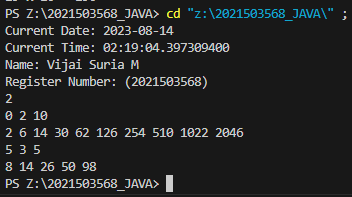 PS Z:\2021503568_JAVA> cd "z:\2021503568_JAVA\" ;
Current Date: 2023-08-14
Current Time: 02:19:04.397309400
Name: Vijai Suria M
Register Number: (2021503568)
2
0 2 10
2 6 14 30 62 126 254 510 1022 2046
5 3 5
8 14 26 50 98
PS Z:\2021503568_JAVA>